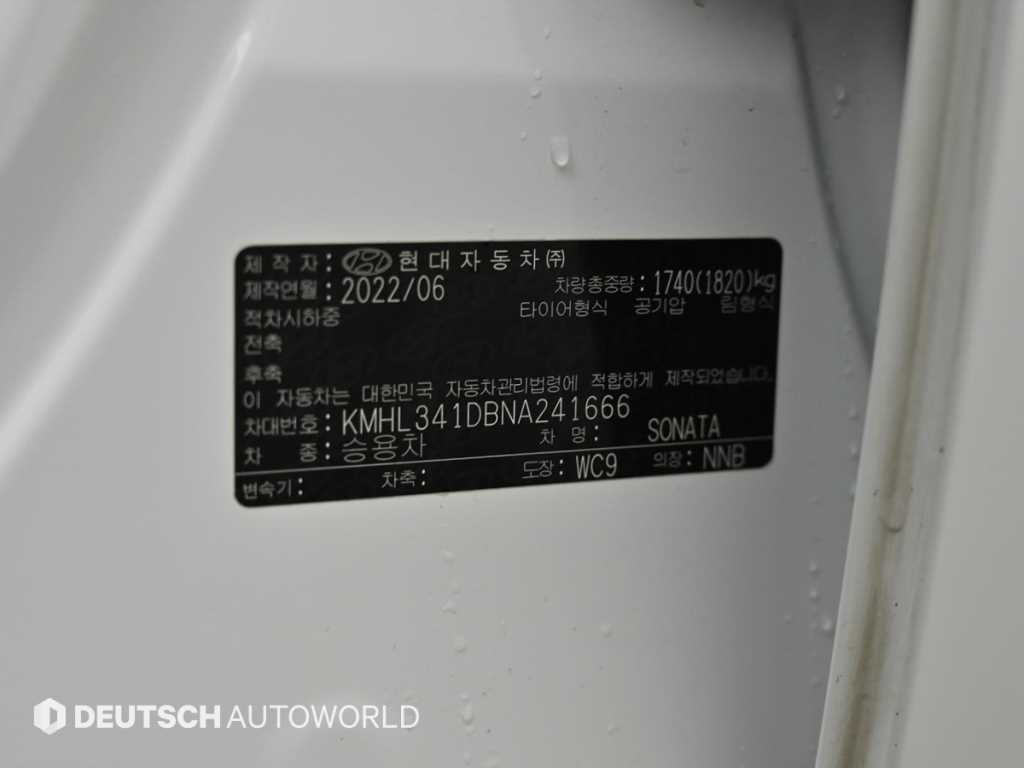 제 작 자 : 현대자동차㈜
제작연월 : 2022/06 차량총중량 : 1740(1820)kg
적차시하중 타이어형식 공기압 림형식
전축
후축
이 자동차는 대한민국 자동차관리법령에 적합하게 제작되었습니다.
차대번호 : KMHL341DBNA241666
차 종 : 승용차 차 명 : SONATA
변속기 : 차축 : 도장 : WC9 의장 : NNB
DEUTSCH AUTOWORLD